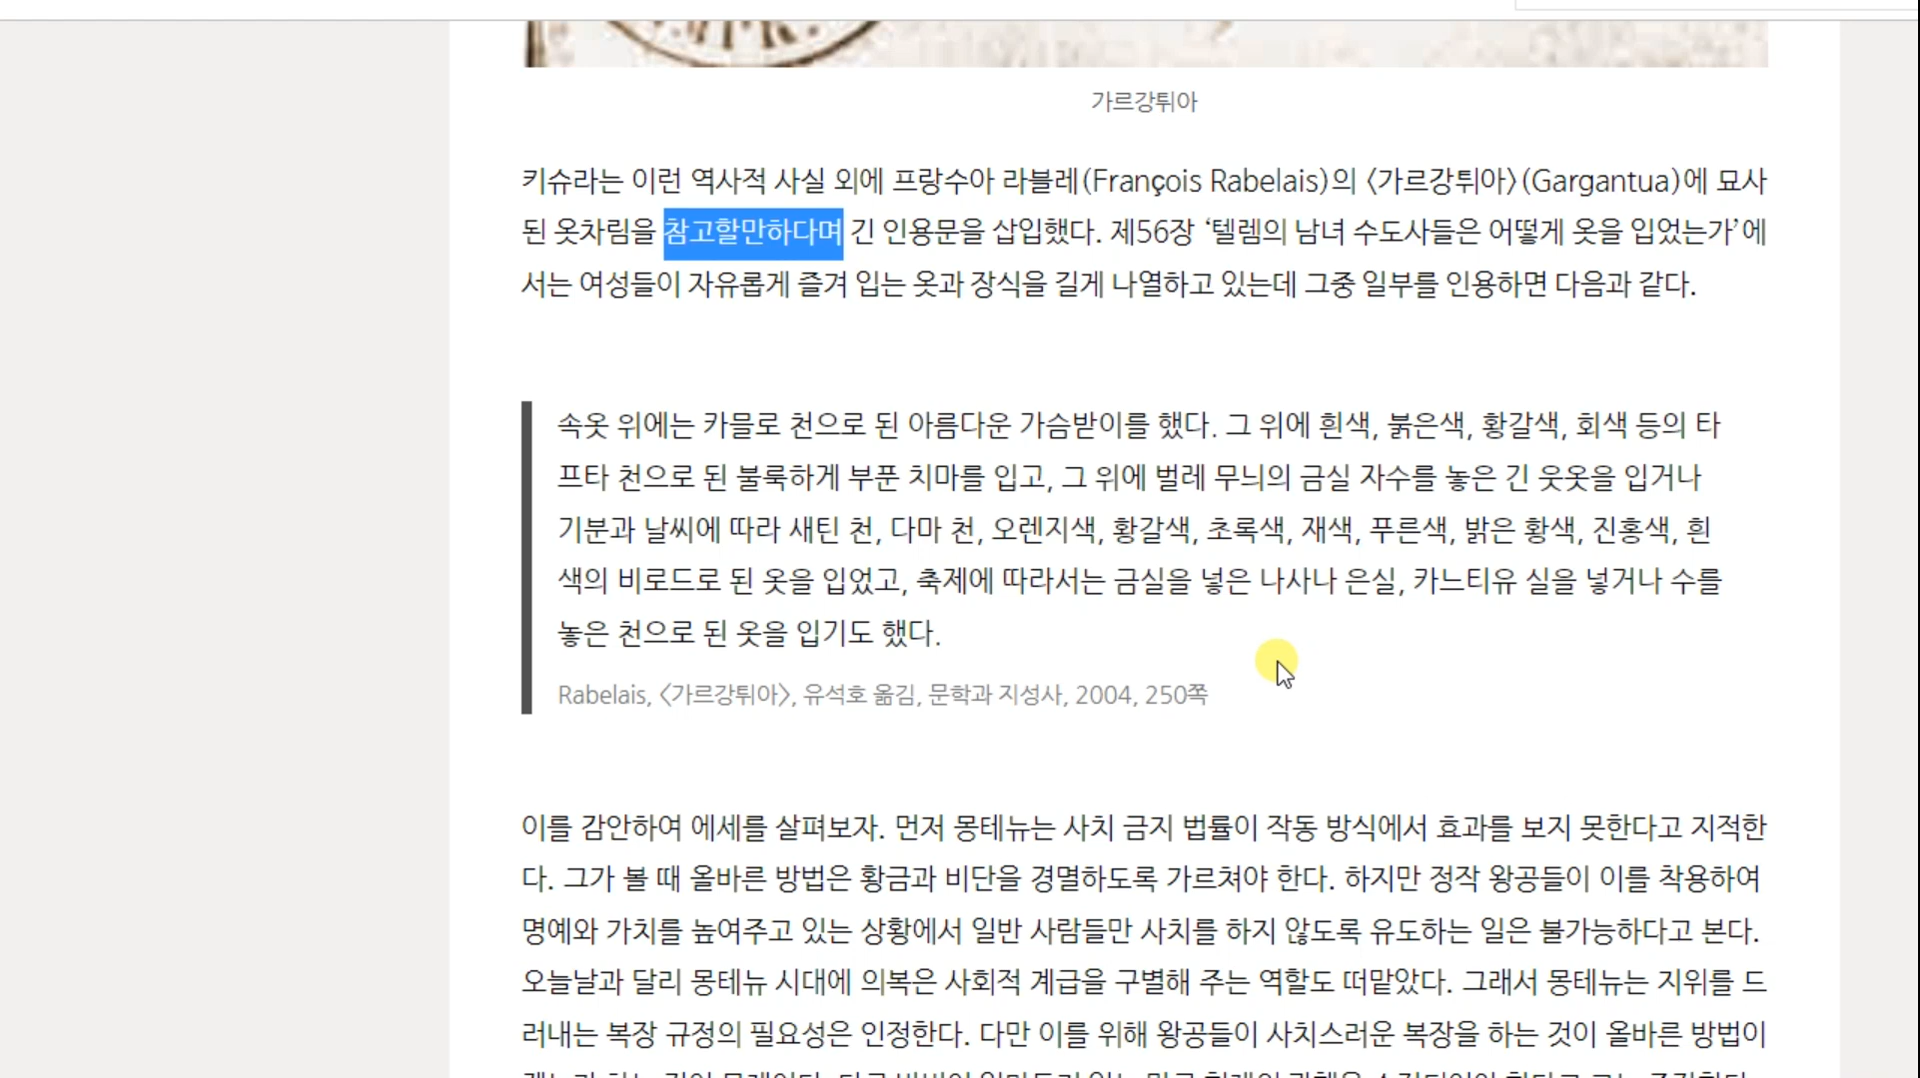 가르강튀아
키슈라는 이런 역사적 사실 외에 프랑수아 라블레(François Rabelais)의 〈가르강튀아〉(Gargantua)에 묘사
된 옷차림을 참고할만하다며 긴 인용문을 삽입했다. 제56장 ‘텔렘의 남녀 수도사들은 어떻게 옷을 입었는가’에
서는 여성들이 자유롭게 즐겨 입는 옷과 장식을 길게 나열하고 있는데 그중 일부를 인용하면 다음과 같다.
속옷 위에는 카믈로 천으로 된 아름다운 가슴받이를 했다. 그 위에 흰색, 붉은색, 황갈색, 회색 등의 타
프타 천으로 된 불룩하게 부푼 치마를 입고, 그 위에 벌레 무늬의 금실 자수를 놓은 긴 웃옷을 입거나
기분과 날씨에 따라 새틴 천, 다마 천, 오렌지색, 황갈색, 초록색, 재색, 푸른색, 밝은 황색, 진홍색, 흰
색의 비로드로 된 옷을 입었고, 축제에 따라서는 금실을 넣은 나사나 은실, 카느티유 실을 넣거나 수를
놓은 천으로 된 옷을 입기도 했다.
Rabelais, 〈가르강튀아〉, 유석호 옮김, 문학과 지성사, 2004, 250쪽
이를 감안하여 에세를 살펴보자. 먼저 몽테뉴는 사치 금지 법률이 작동 방식에서 효과를 보지 못한다고 지적한
다. 그가 볼 때 올바른 방법은 황금과 비단을 경멸하도록 가르쳐야 한다. 하지만 정작 왕공들이 이를 착용하여
명예와 가치를 높여주고 있는 상황에서 일반 사람들만 사치를 하지 않도록 유도하는 일은 불가능하다고 본다.
오늘날과 달리 몽테뉴 시대에 의복은 사회적 계급을 구별해 주는 역할도 떠맡았다. 그래서 몽테뉴는 지위를 드
러내는 복장 규정의 필요성은 인정한다. 다만 이를 위해 왕공들이 사치스러운 복장을 하는 것이 올바른 방법이